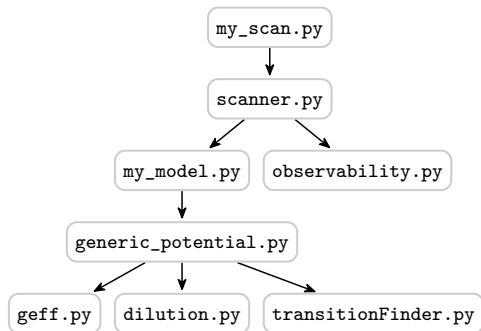 my_scan.py
scanner.py
my_model.py observability.py
generic_potential.py
geff.py dilution.py transitionFinder.py